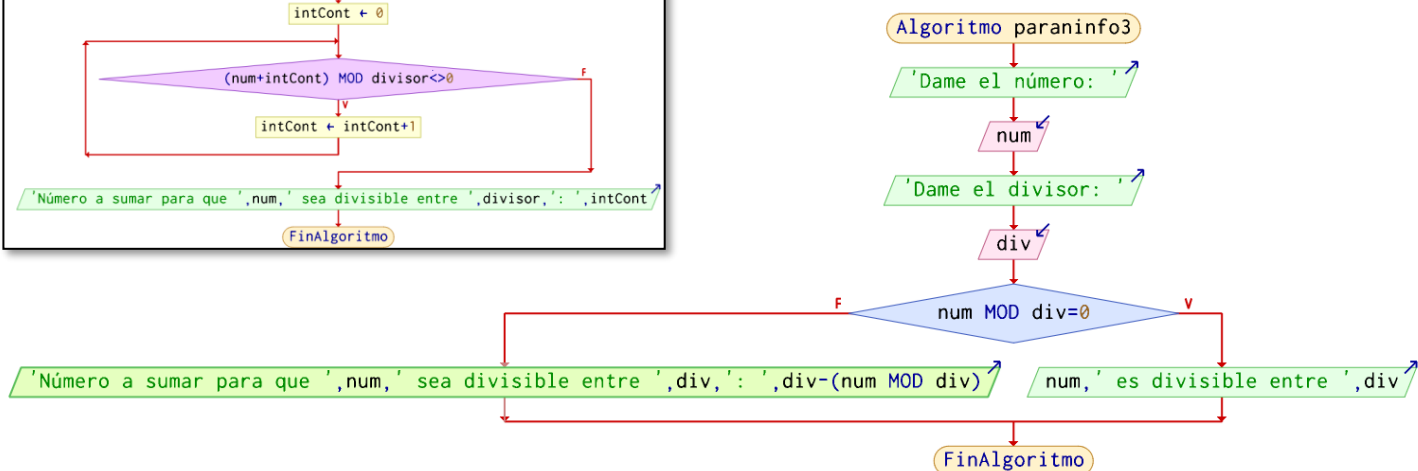 intCont ← 0
(num+intCont) MOD divisor<>0
F
V
intCont ← intCont+1
'Número a sumar para que ',num,' sea divisible entre ',divisor,': ',intCont
FinAlgoritmo
Algoritmo paraninfo3
'Dame el número: '
num
'Dame el divisor: '
div
num MOD div=0
F
V
'Número a sumar para que ',num,' sea divisible entre ',div,': ',div-(num MOD div)
num,' es divisible entre ',div
FinAlgoritmo